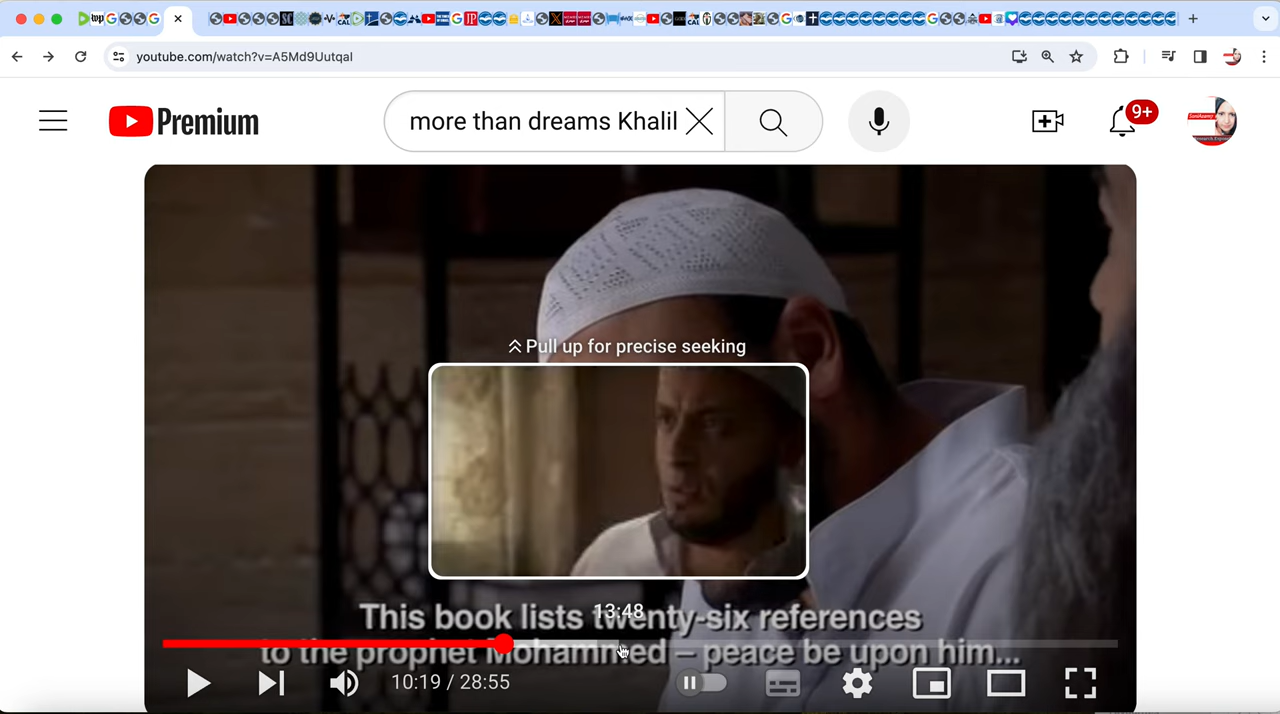 youtube.com/watch?v=A5Md9UutqaI
Premium
more than dreams Khalil
9+
Pull up for precise seeking
13:48
This book lists twenty-six references
to the prophet Mohammed – peace be upon him...
10:19 / 28:55